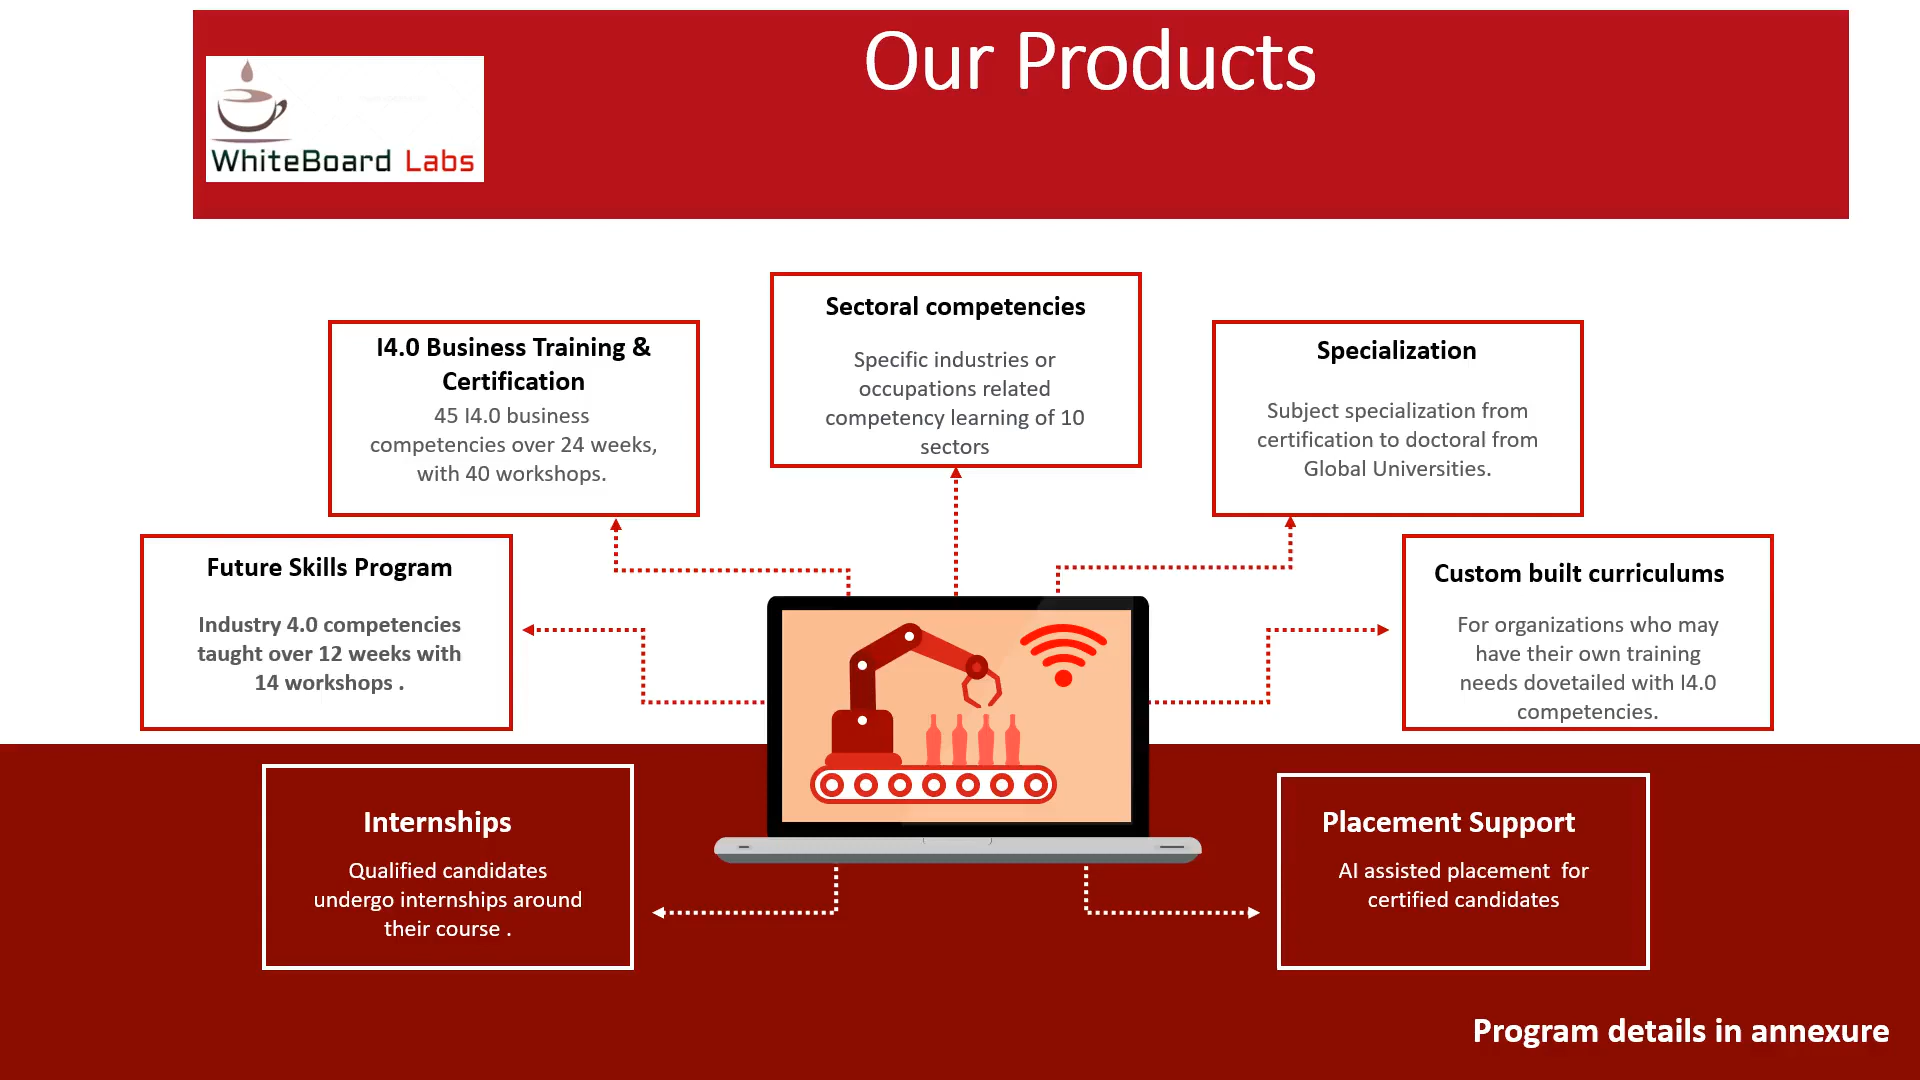 Our Products
WhiteBoard Labs
Sectoral competencies
Specific industries or
occupations related
competency learning of 10
sectors
I4.0 Business Training &
Certification
45 I4.0 business
competencies over 24 weeks,
with 40 workshops.
Specialization
Subject specialization from
certification to doctoral from
Global Universities.
Future Skills Program
Industry 4.0 competencies
taught over 12 weeks with
14 workshops .
Custom built curriculums
For organizations who may
have their own training
needs dovetailed with I4.0
competencies.
Internships
Qualified candidates
undergo internships around
their course .
Placement Support
AI assisted placement  for
certified candidates
Program details in annexure